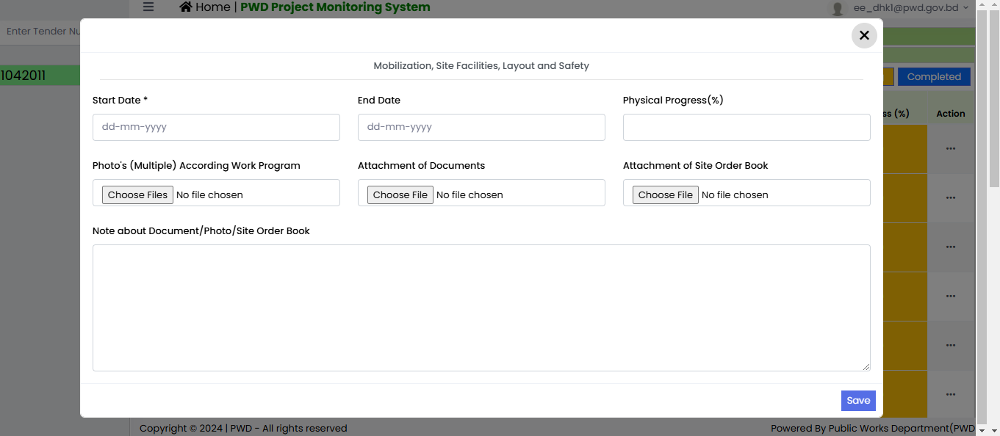 Home | PWD Project Monitoring System
ee_dhk1@pwd.gov.bd
Enter Tender Nu
1042011
Completed
ss (%)
Action
Mobilization, Site Facilities, Layout and Safety
Start Date *
End Date
Physical Progress(%)
dd-mm-yyyy
dd-mm-yyyy
Photo's (Multiple) According Work Program
Attachment of Documents
Attachment of Site Order Book
Choose Files No file chosen
Choose File No file chosen
Choose File No file chosen
Note about Document/Photo/Site Order Book
Save
Copyright © 2024 | PWD - All rights reserved
Powered By Public Works Department(PWD